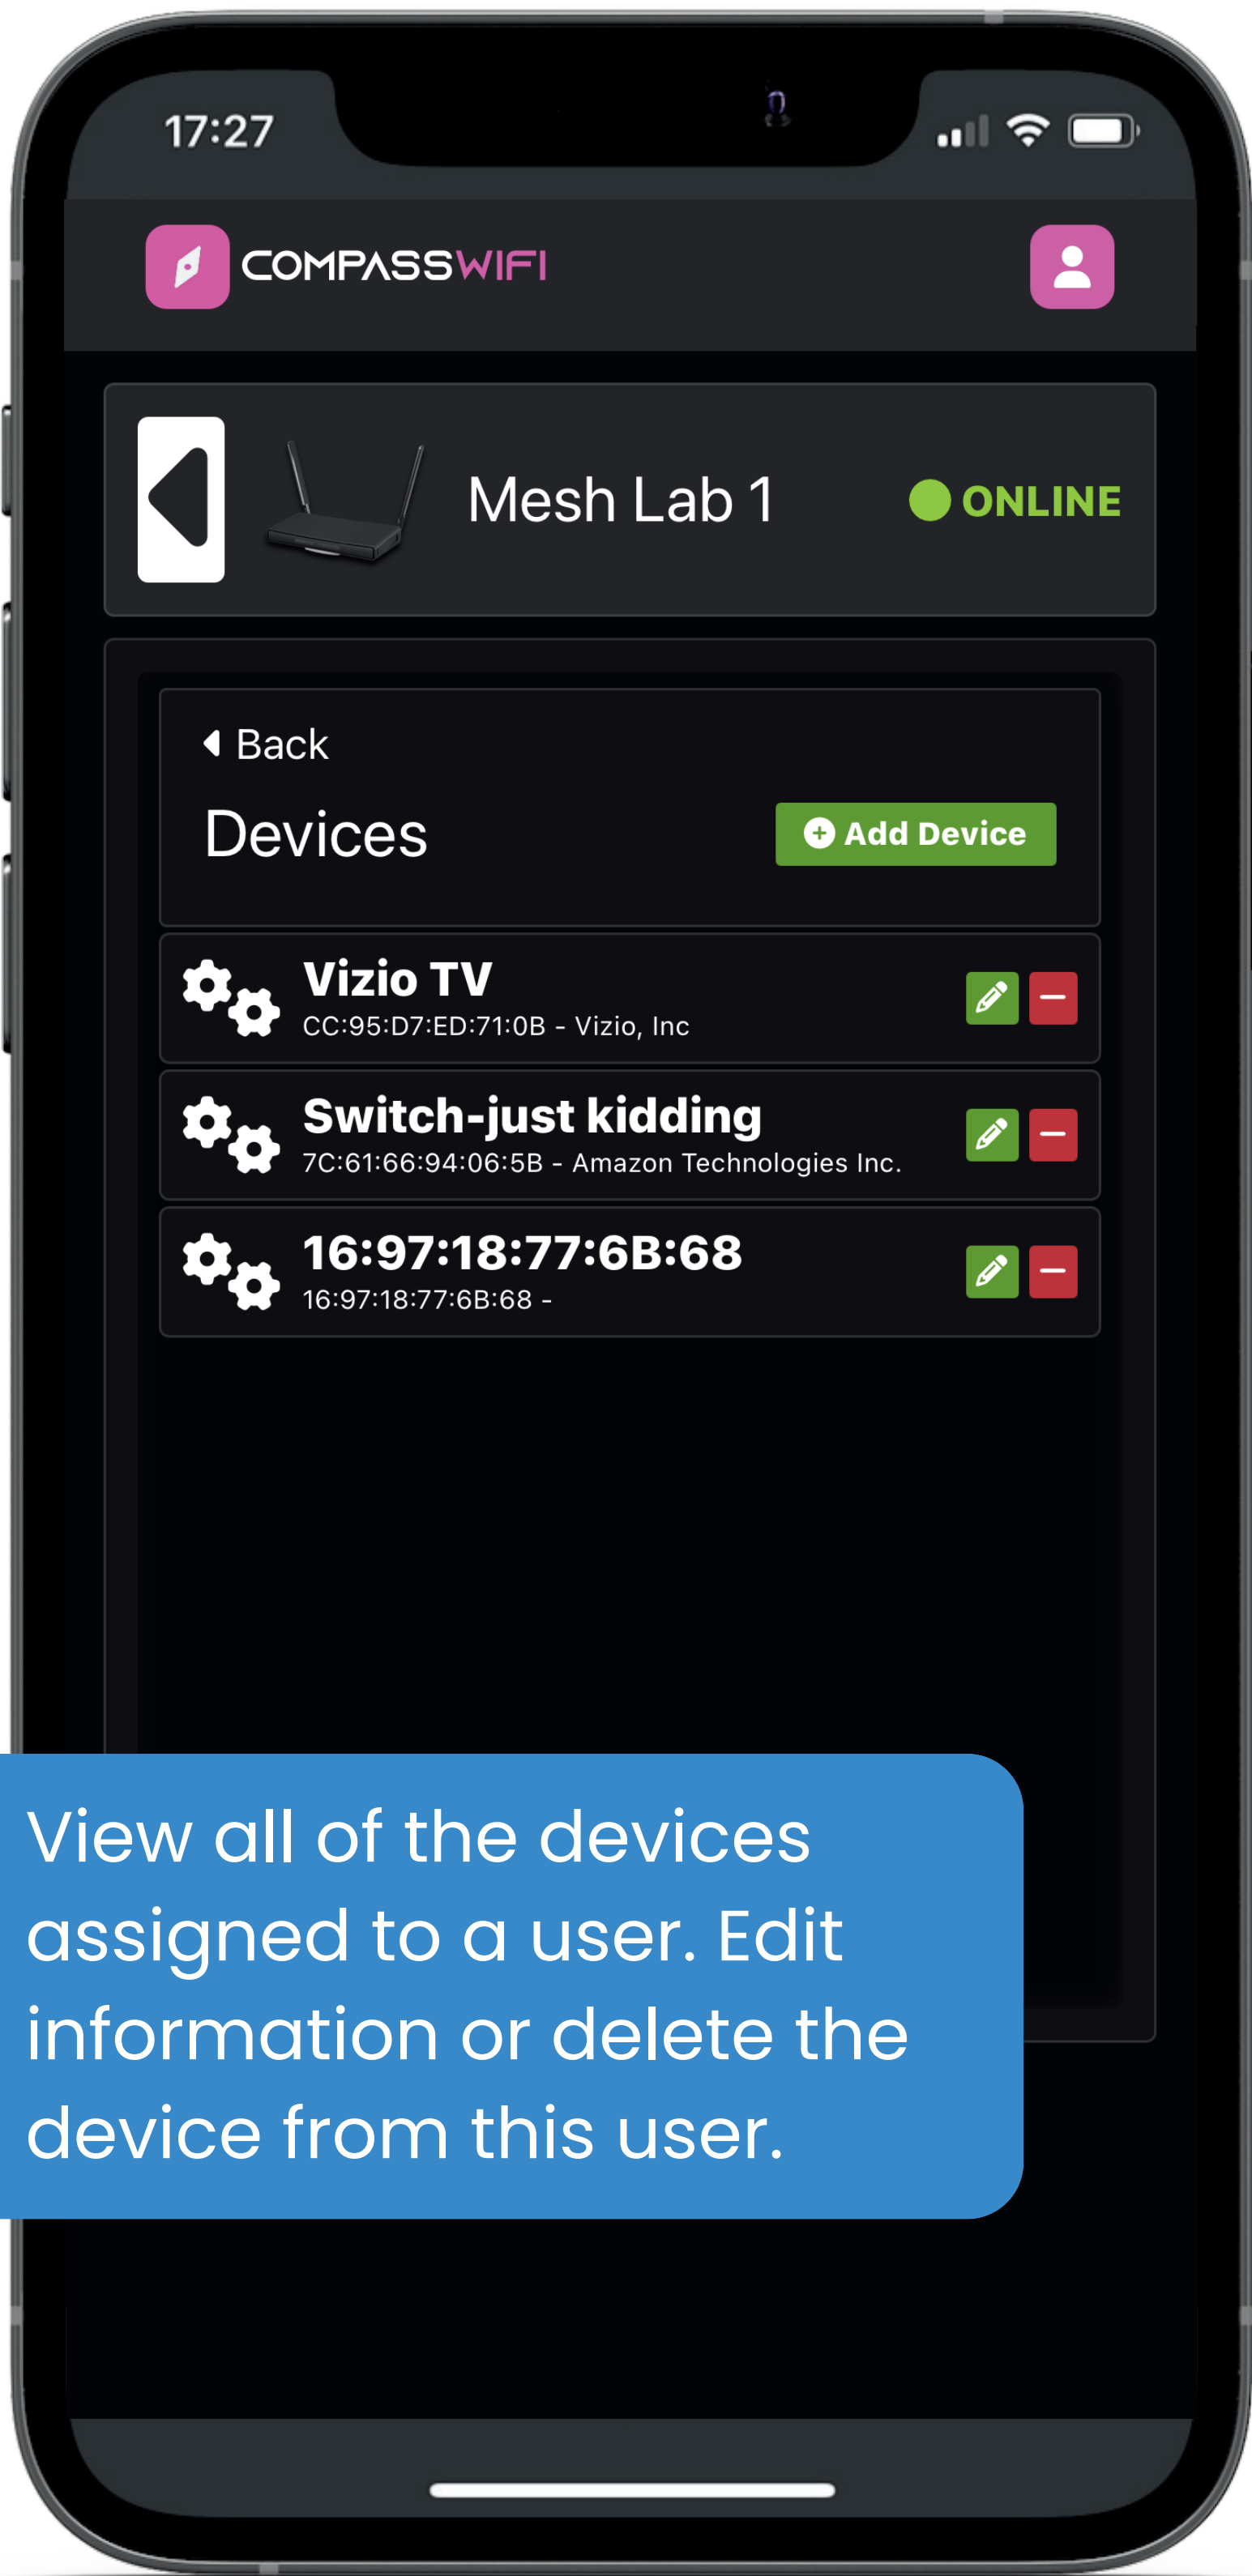 17:27
COMPASSWIFI
Mesh Lab 1
ONLINE
Back
Devices
Add Device
Vizio TV
CC:95:D7:ED:71:0B - Vizio, Inc
Switch-just kidding
7C:61:66:94:06:5B - Amazon Technologies Inc.
16:97:18:77:6B:68
16:97:18:77:6B:68 -
View all of the devices
assigned to a user. Edit
information or delete the
device from this user.